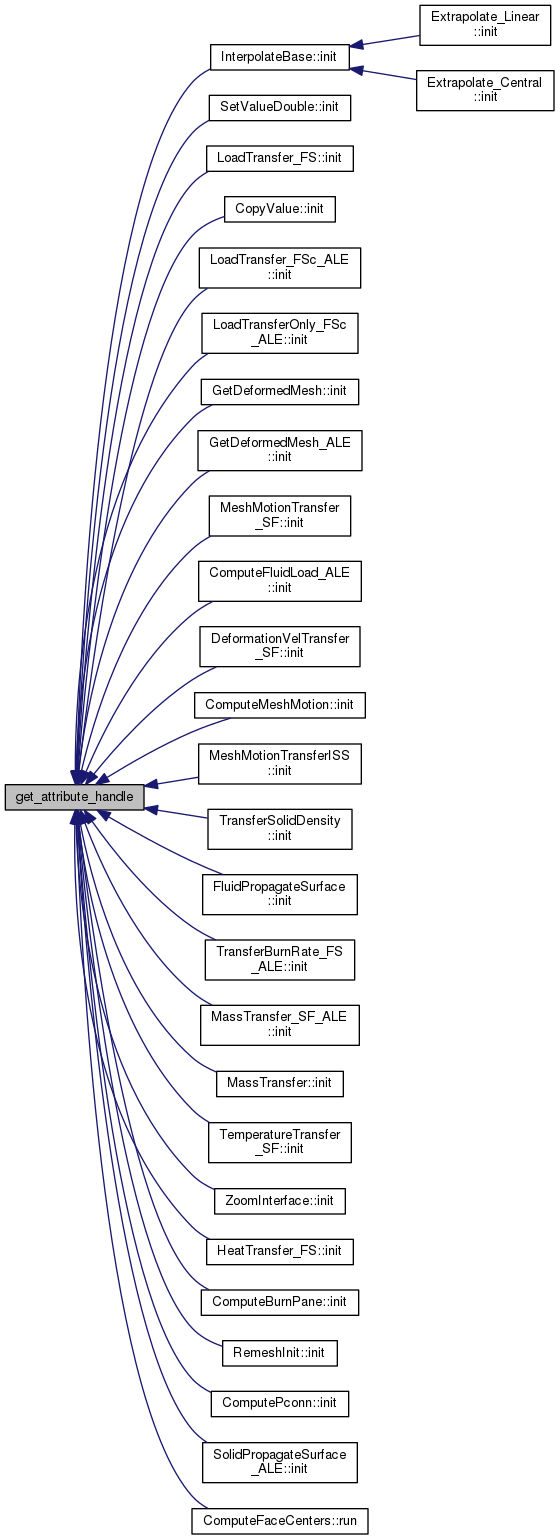 Extrapolate_Linear
::init
InterpolateBase::init
Extrapolate_Central
::init
SetValueDouble::init
LoadTransfer_FS::init
CopyValue::init
LoadTransfer_FSc_ALE
::init
LoadTransferOnly_FSc
_ALE::init
GetDeformedMesh::init
GetDeformedMesh_ALE
::init
MeshMotionTransfer
_SF::init
ComputeFluidLoad_ALE
::init
DeformationVelTransfer
_SF::init
ComputeMeshMotion::init
MeshMotionTransferISS
::init
get_attribute_handle
TransferSolidDensity
::init
FluidPropagateSurface
::init
TransferBurnRate_FS
_ALE::init
MassTransfer_SF_ALE
::init
MassTransfer::init
TemperatureTransfer
_SF::init
ZoomInterface::init
HeatTransfer_FS::init
ComputeBurnPane::init
RemeshInit::init
ComputePconn::init
SolidPropagateSurface
_ALE::init
ComputeFaceCenters::run